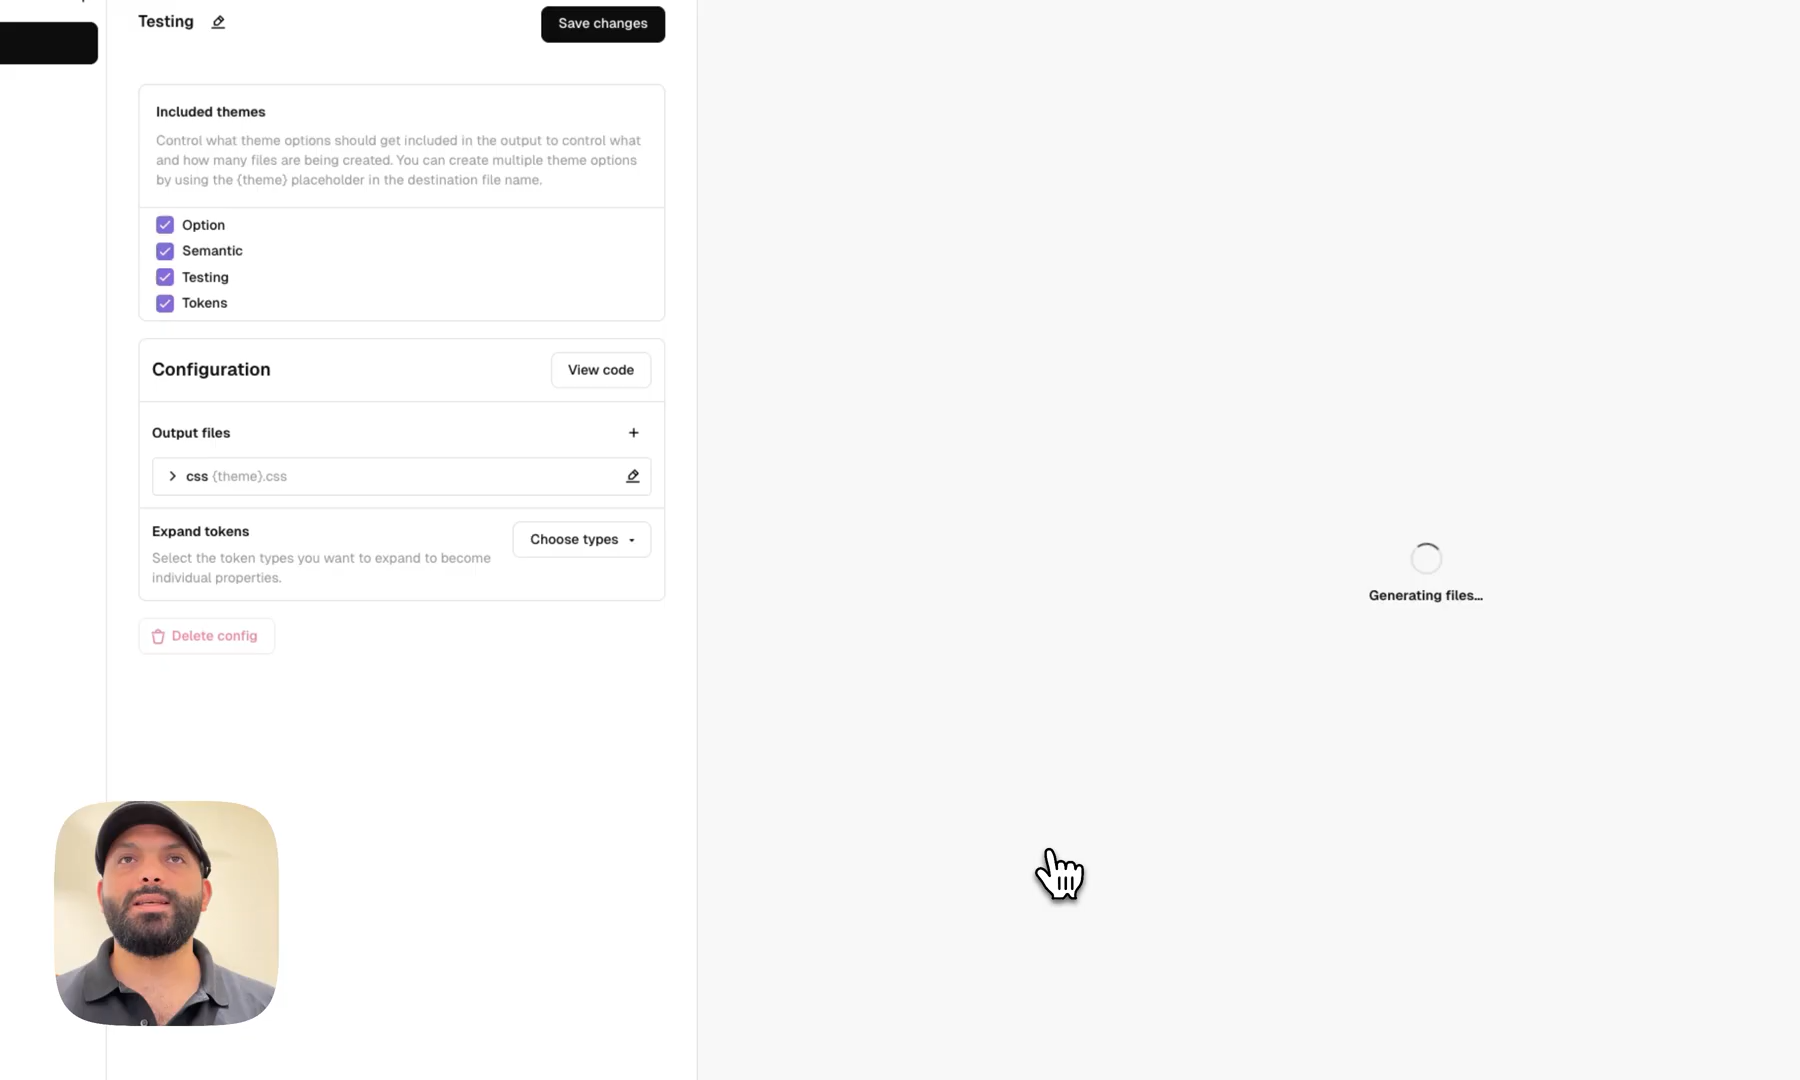 Testing
Save changes
Included themes
Control what theme options should get included in the output to control what
and how many files are being created. You can create multiple theme options
by using the {theme} placeholder in the destination file name.
Option
Semantic
Testing
Tokens
Configuration
View code
Output files
css {theme}.css
Expand tokens
Choose types
Select the token types you want to expand to become
individual properties.
Delete config
Generating files...